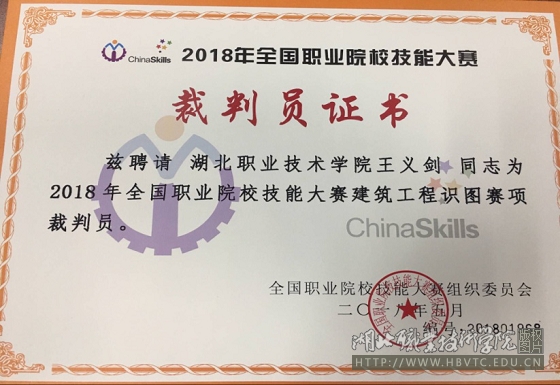 ChinaSkills
2018年全国职业院校技能大赛
裁判员证书
兹聘请 湖北职业技术学院王义剑 同志为
2018年全国职业院校技能大赛建筑工程识图赛项
裁判员。
ChinaSkills
全国职业院校技能大赛组织委员会
二〇一八年五月
编号:201801968
湖北职业技术学院
版权
图片
HTTP://WWW.HBVTC.EDU.CN